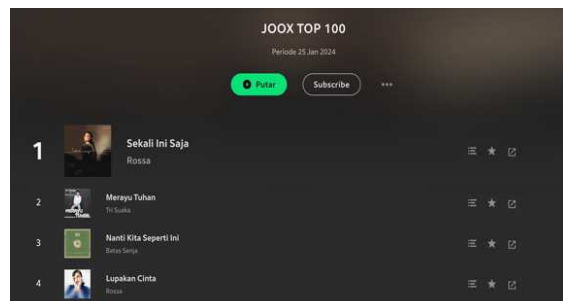 JOOX TOP 100
Periode 25 Jan 2024
Putar
Subscribe
1
Sekali Ini Saja
Rossa
2
Merayu Tuhan
Tri Suaka
3
Nanti Kita Seperti Ini
Batas Senja
4
Lupakan Cinta
Rossa